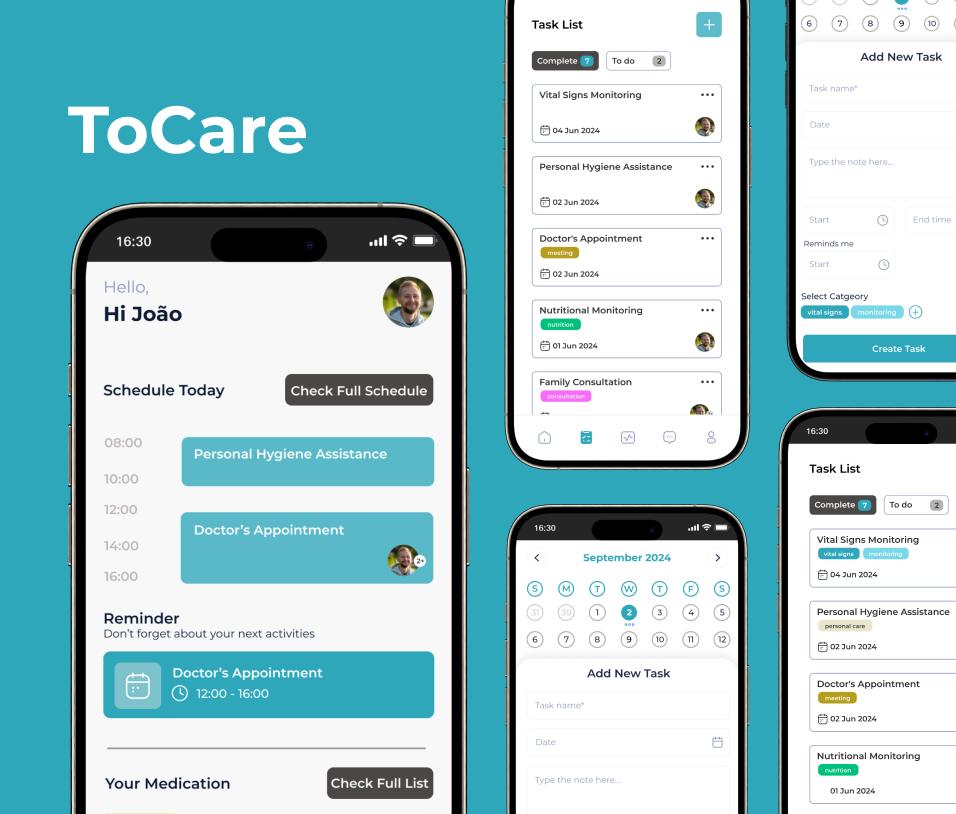 ToCare
16:30
Hello,
Hi João
Schedule Today
Check Full Schedule
08:00
10:00
12:00
14:00
16:00
Personal Hygiene Assistance
Doctor's Appointment
2+
Reminder
Don't forget about your next activities
Doctor's Appointment
12:00 - 16:00
Your Medication
Check Full List
Task List
+
Complete 7
To do 2
Vital Signs Monitoring
04 Jun 2024
Personal Hygiene Assistance
02 Jun 2024
Doctor's Appointment
meeting
02 Jun 2024
Nutritional Monitoring
nutrition
01 Jun 2024
Family Consultation
consultation
16:30
September 2024
S M T W T F S
31 30 1 2 3 4 5
6 7 8 9 10 11 12
Add New Task
Task name*
Date
Type the note here...
6 7 8 9 10
Add New Task
Task name*
Date
Type the note here...
Start
End time
Reminds me
Start
Select Catgeory
vital signs monitoring
Create Task
16:30
Task List
Complete 7
To do 2
Vital Signs Monitoring
vital signs monitoring
04 Jun 2024
Personal Hygiene Assistance
personal care
02 Jun 2024
Doctor's Appointment
meeting
02 Jun 2024
Nutritional Monitoring
nutrition
01 Jun 2024